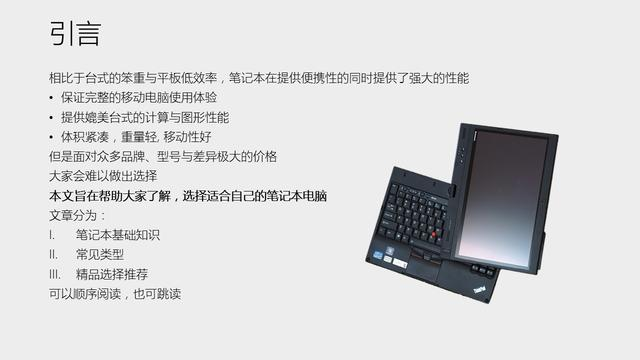 引言
相比于台式的笨重与平板低效率，笔记本在提供便携性的同时提供了强大的性能
• 保证完整的移动电脑使用体验
• 提供媲美台式的计算与图形性能
• 体积紧凑，重量轻, 移动性好
但是面对众多品牌、型号与差异极大的价格
大家会难以做出选择
本文旨在帮助大家了解，选择适合自己的笔记本电脑
文章分为：
I. 笔记本基础知识
II. 常见类型
III. 精品选择推荐
可以顺序阅读，也可跳读
ThinkPad